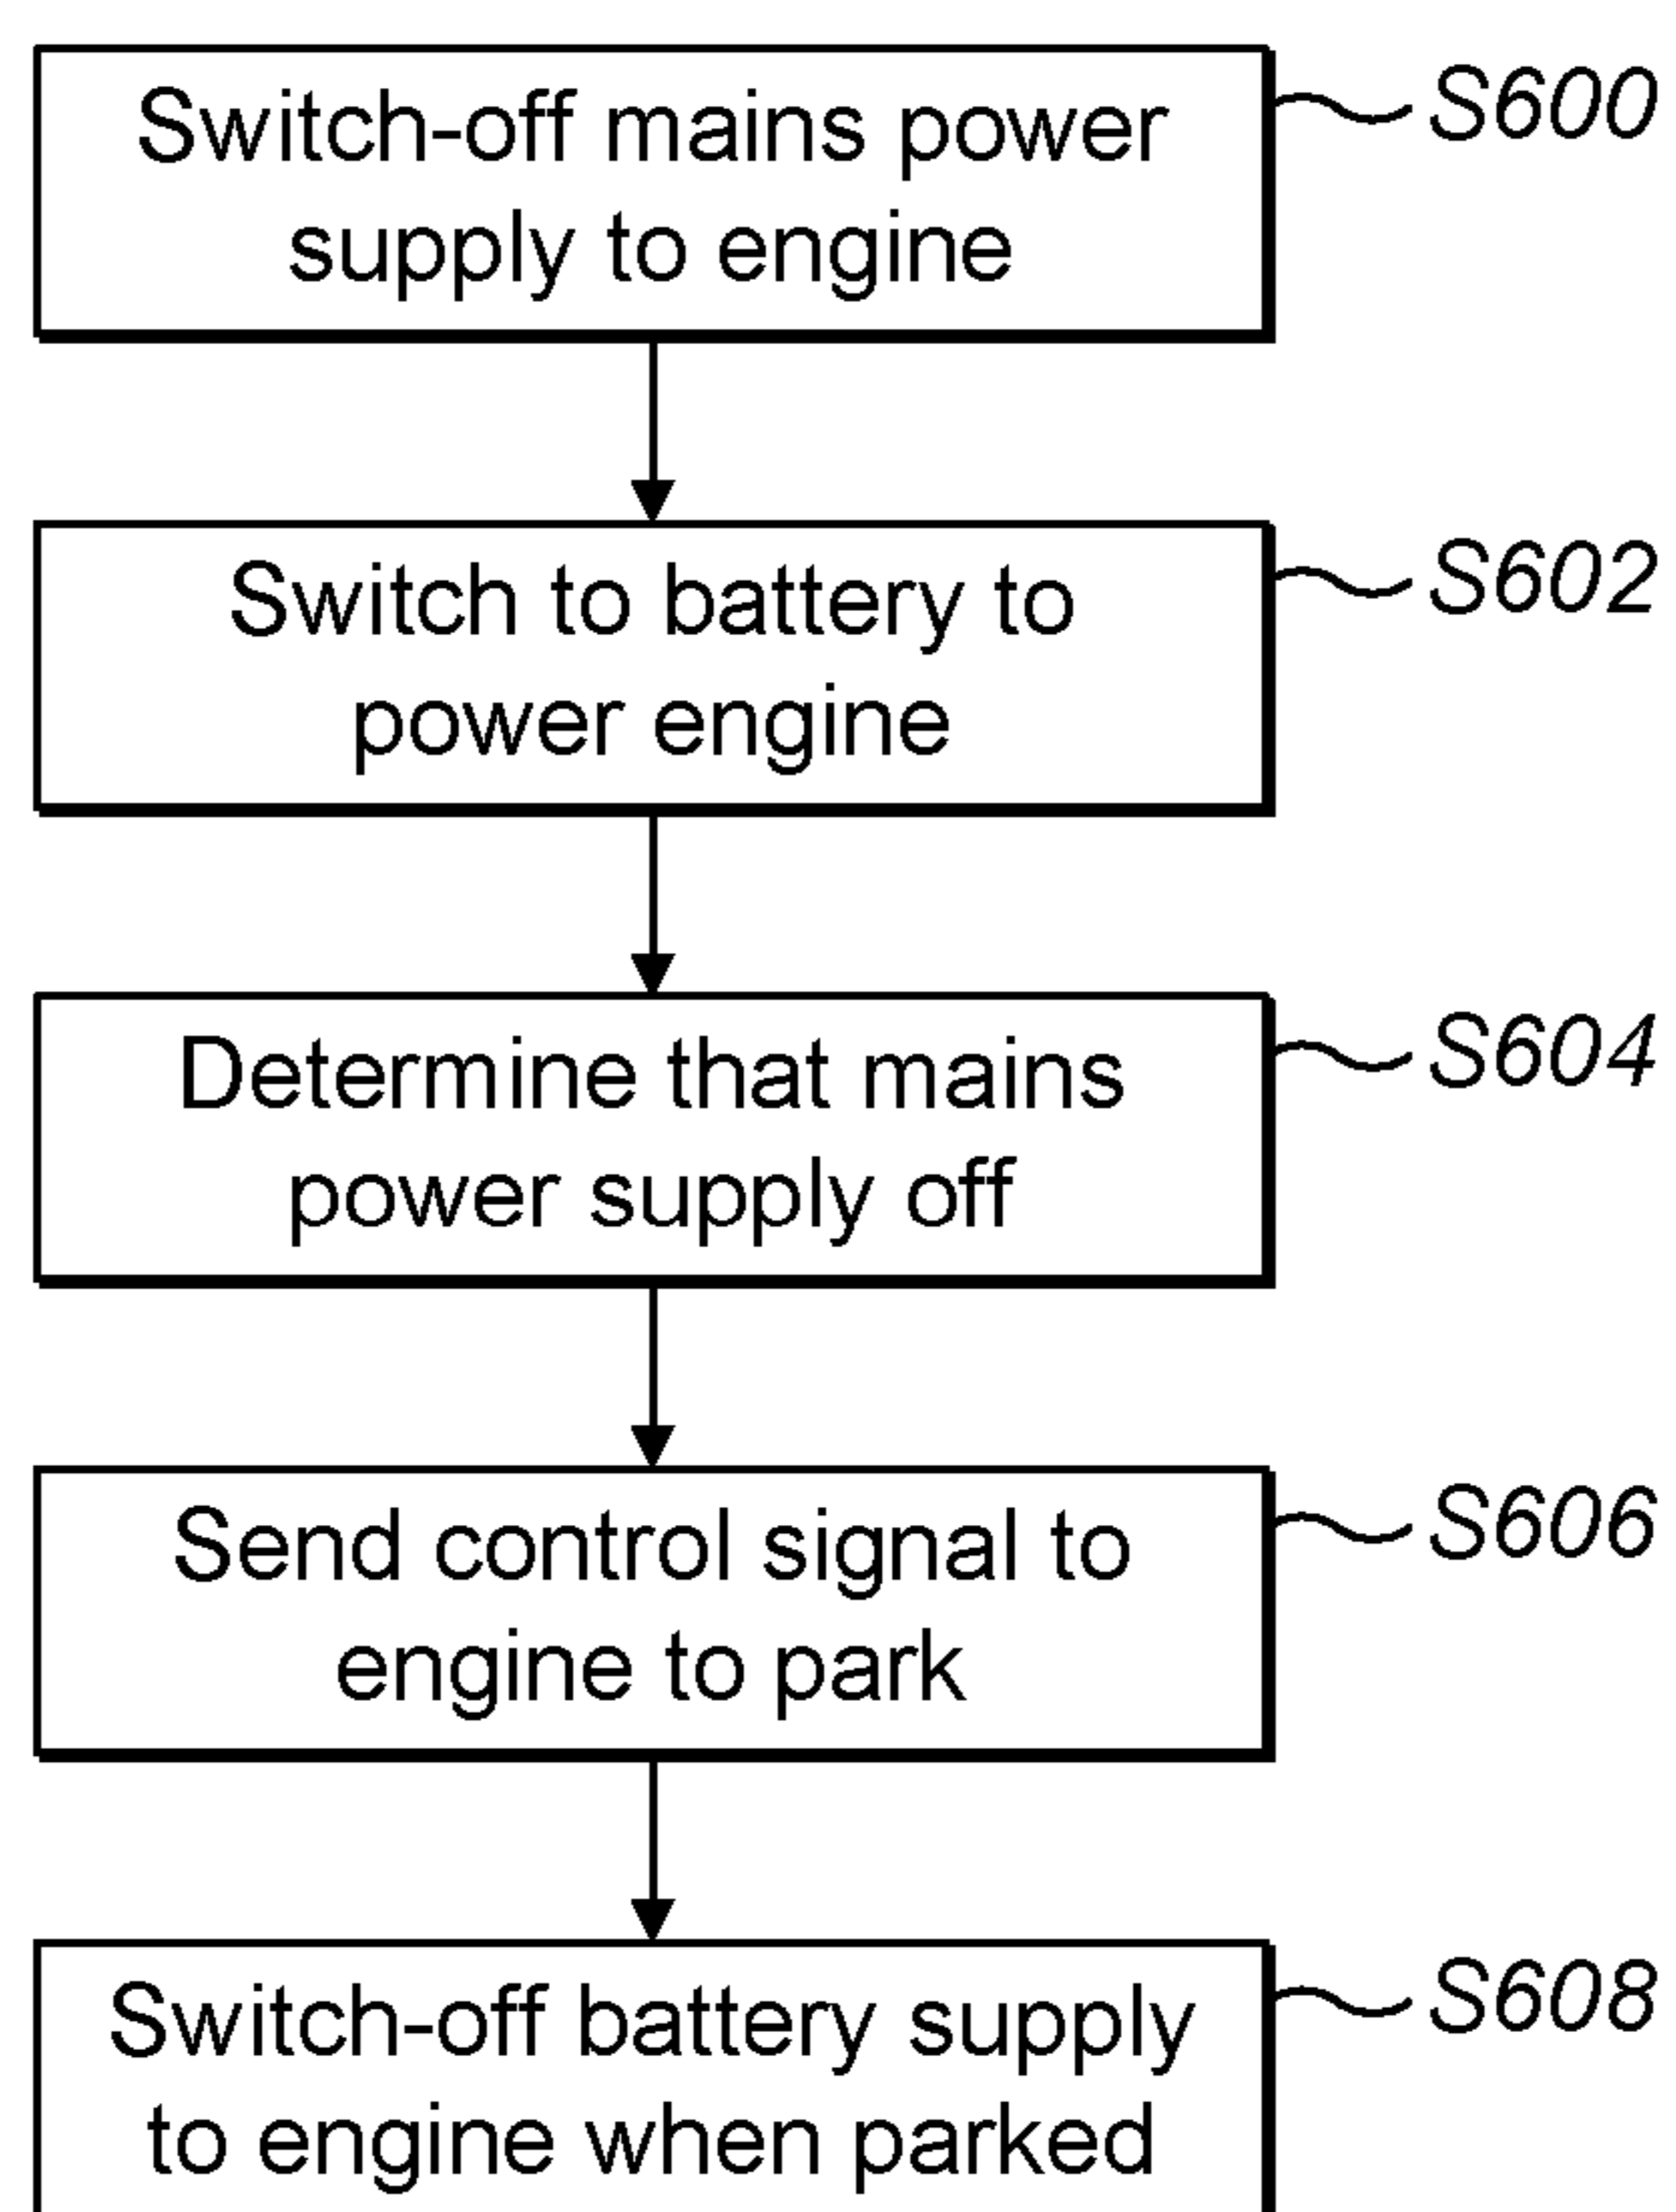 Switch-off mains power
supply to engine
S600
Switch to battery to
power engine
S602
Determine that mains
power supply off
S604
Send control signal to
engine to park
S606
Switch-off battery supply
to engine when parked
S608